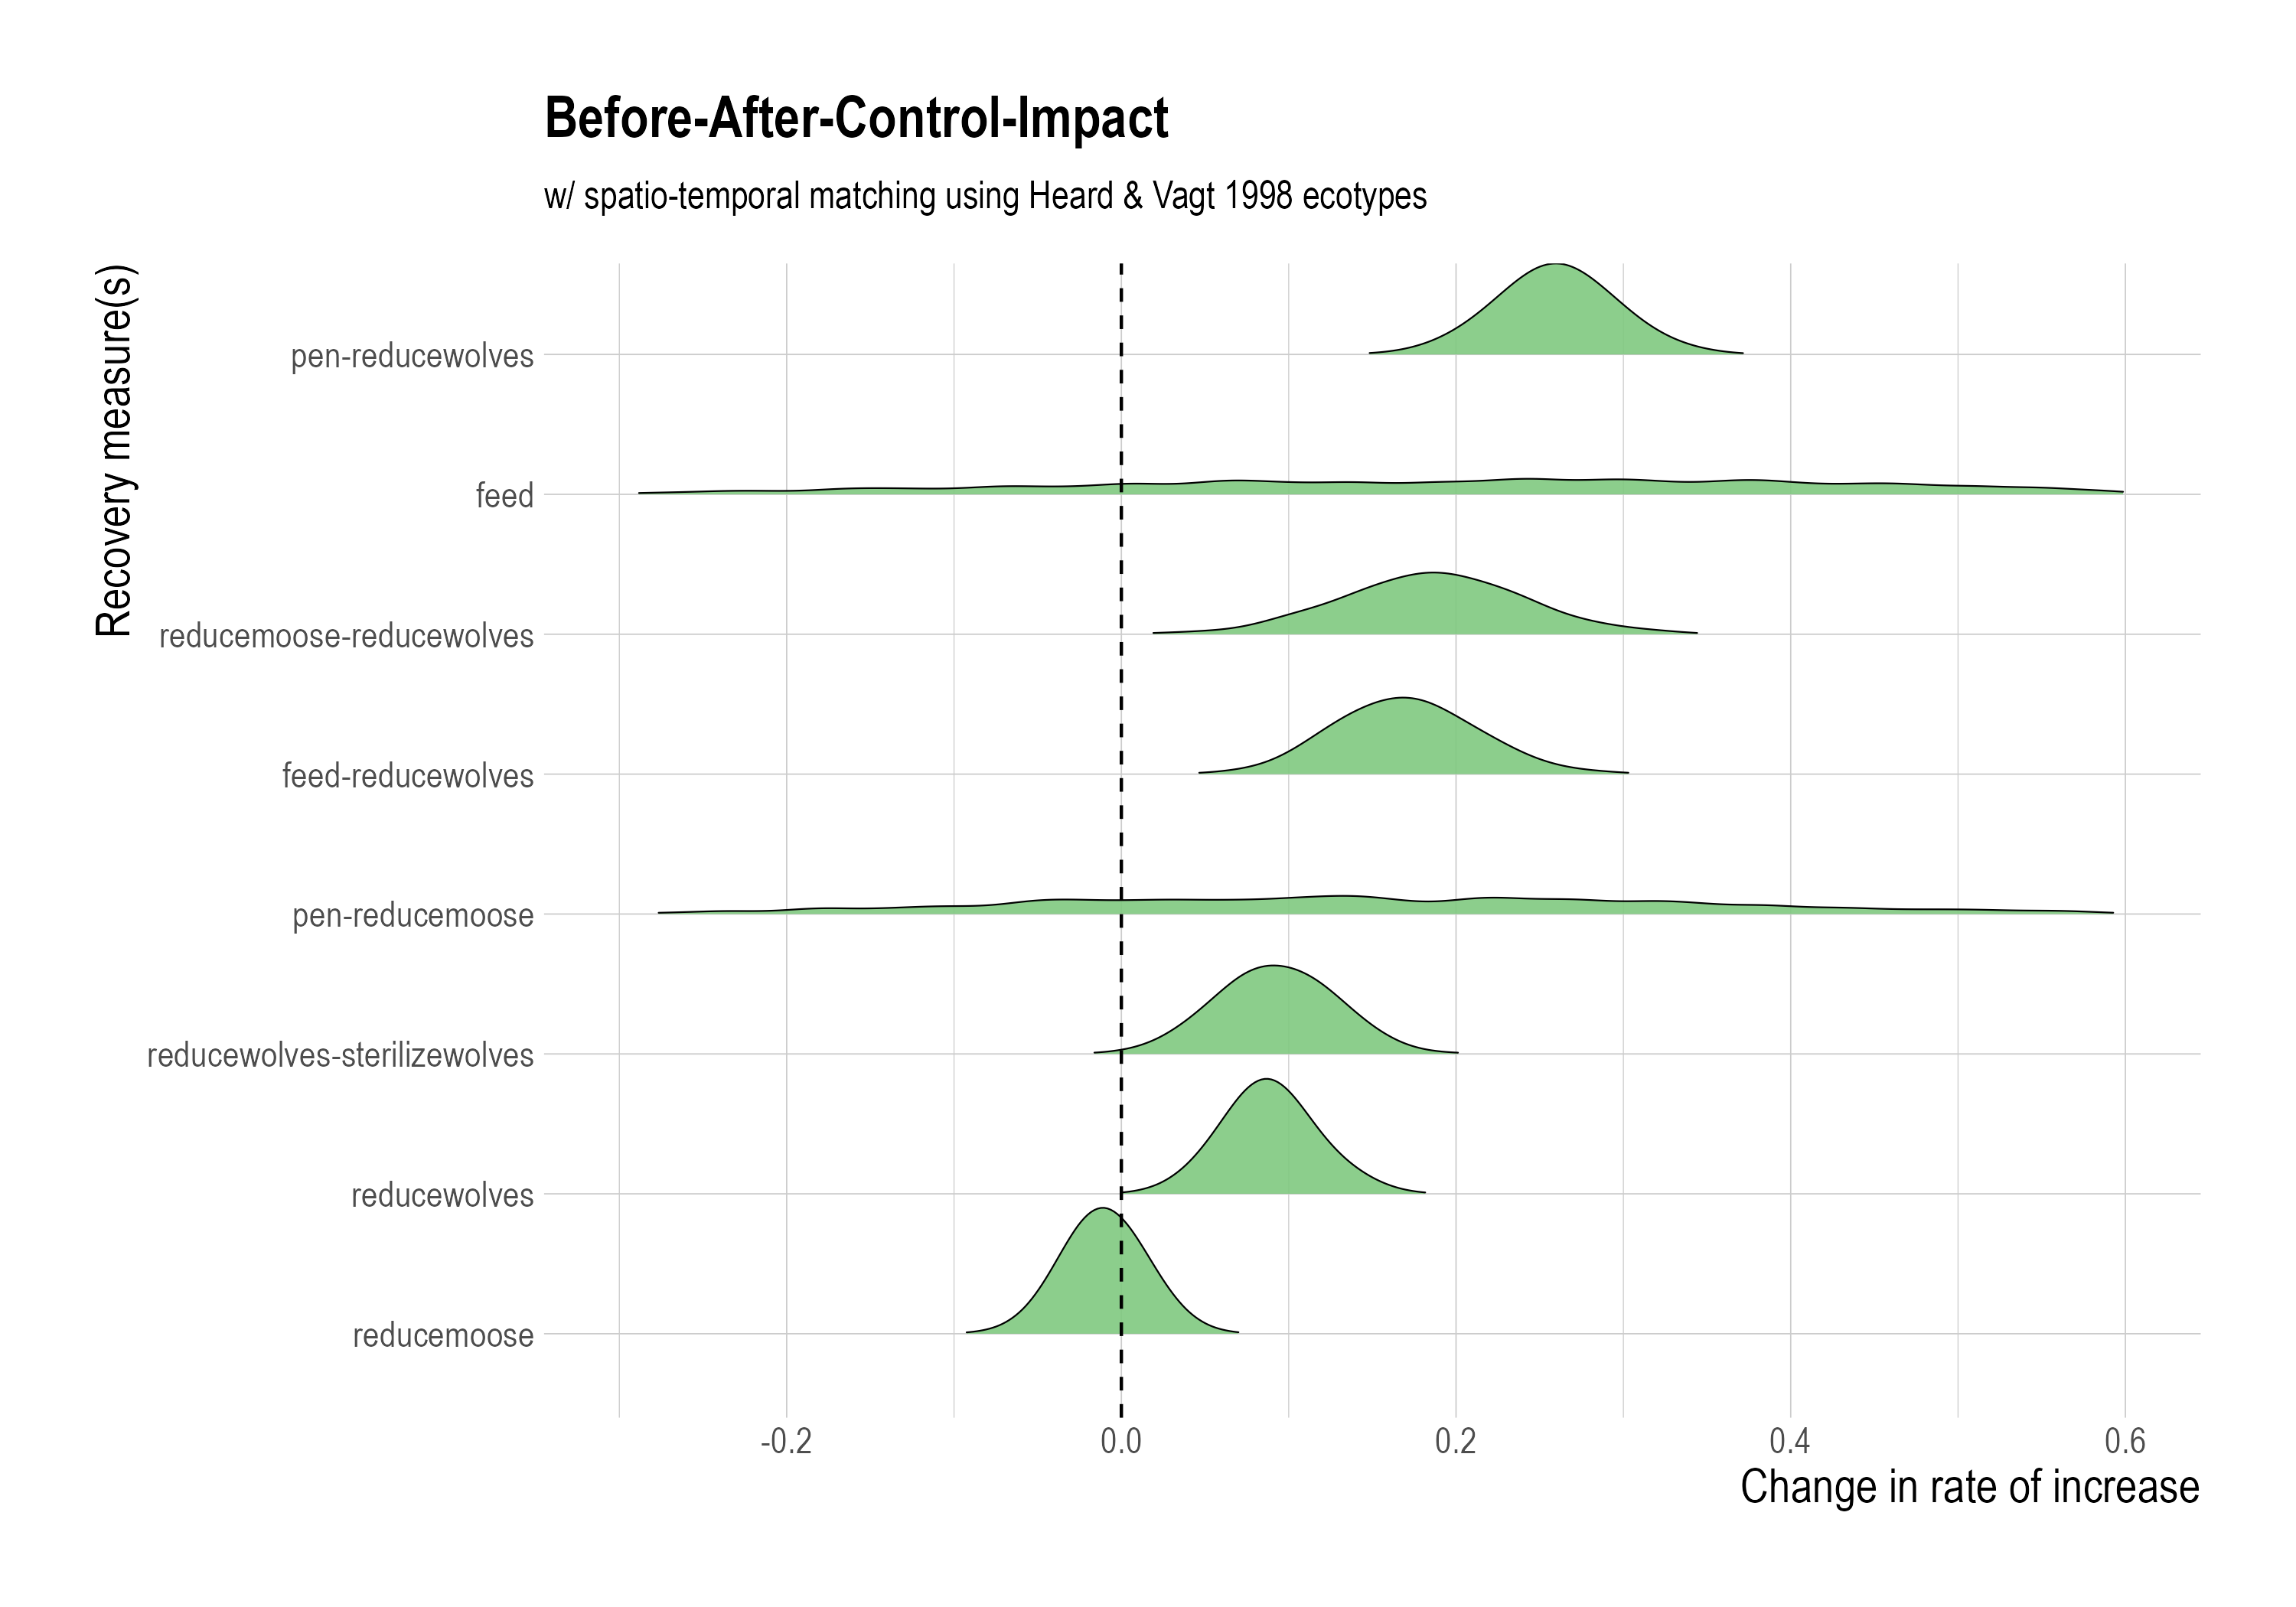 Before-After-Control-Impact
w/ spatio-temporal matching using Heard & Vagt 1998 ecotypes
Recovery measure(s)
pen-reducewolves
feed
reducemoose-reducewolves
feed-reducewolves
pen-reducemoose
reducewolves-sterilizewolves
reducewolves
reducemoose
-0.2 0.0 0.2 0.4 0.6
Change in rate of increase